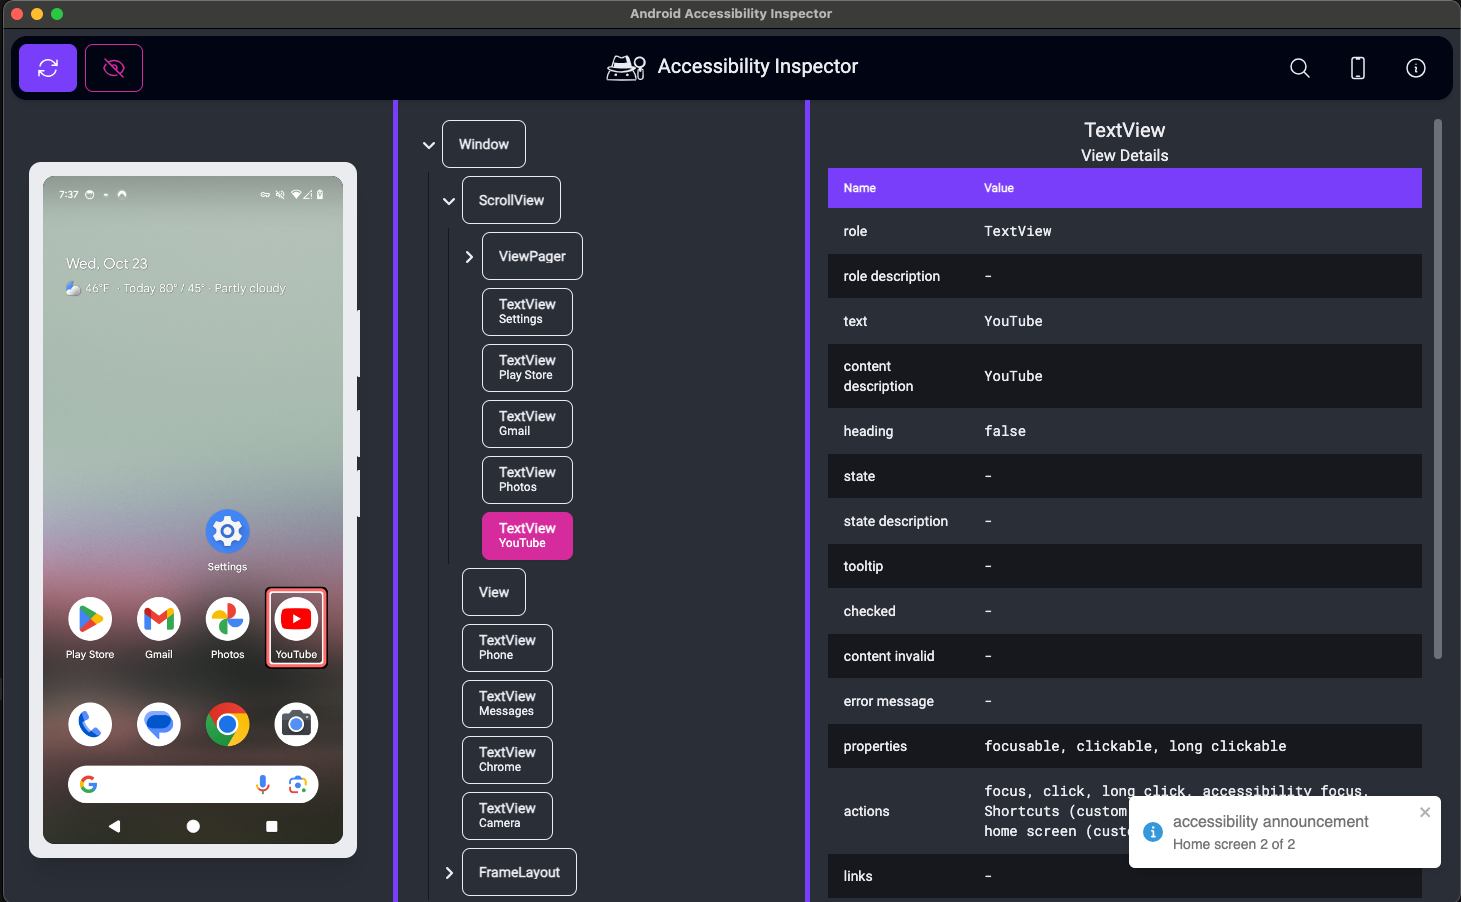 Android Accessibility Inspector
Accessibility Inspector
7:37
Wed, Oct 23
46°F · Today 80° / 45° · Partly cloudy
Settings
Play Store
Gmail
Photos
YouTube
Window
ScrollView
ViewPager
TextView
Settings
TextView
Play Store
TextView
Gmail
TextView
Photos
TextView
YouTube
View
TextView
Phone
TextView
Messages
TextView
Chrome
TextView
Camera
FrameLayout
TextView
View Details
Name Value
role TextView
role description -
text YouTube
content
description
YouTube
heading false
state -
state description -
tooltip -
checked -
content invalid -
error message -
properties focusable, clickable, long clickable
actions
focus, click, long click, accessibility focus,
Shortcuts (custom
home screen
links -
accessibility announcement
Home screen 2 of 2